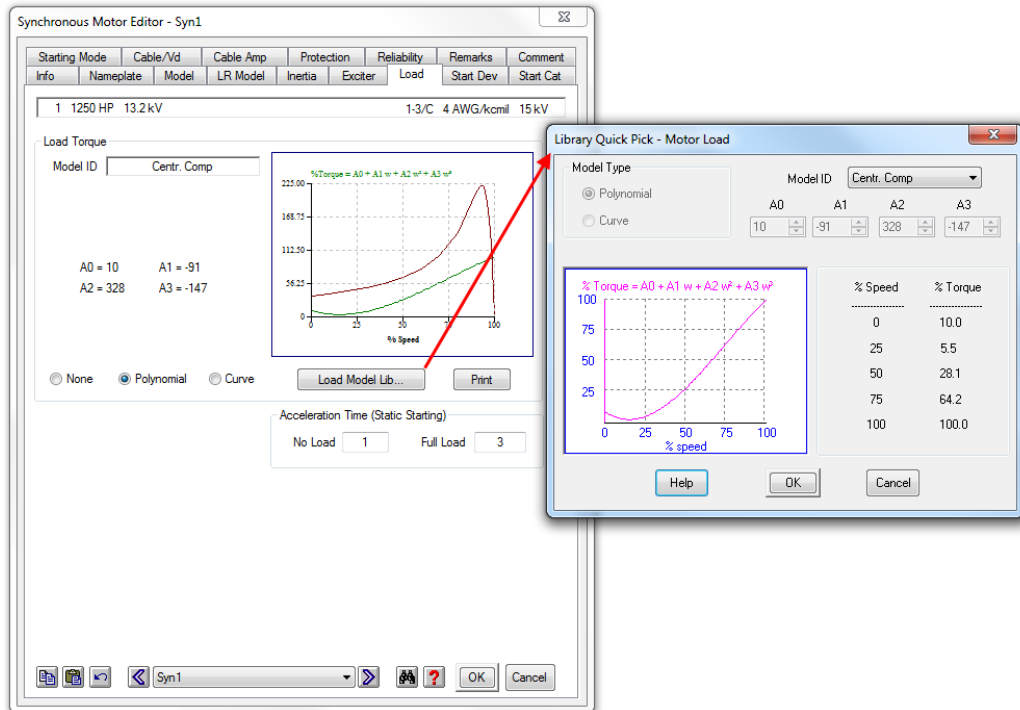 Synchronous Motor Editor - Syn1
Starting Mode Cable/Vd Cable Amp Protection Reliability Remarks Comment
Info Nameplate Model LR Model Inertia Exciter Load Start Dev Start Cat
1 1250 HP 13.2 kV 1-3/C 4 AWG/kcmil 15 kV
Load Torque
Model ID Centr. Comp
%Torque = A0 + A1 w + A2 w² + A3 w³
225.00
168.75
112.50
56.25
0
0 25 50 75 100
% Speed
A0 = 10 A1 = -91
A2 = 328 A3 = -147
None Polynomial Curve Load Model Lib... Print
Acceleration Time (Static Starting)
No Load 1 Full Load 3
Syn1 ? OK Cancel
Library Quick Pick - Motor Load
Model Type
Polynomial
Curve
Model ID Centr. Comp
A0 A1 A2 A3
10 -91 328 -147
% Torque = A0 + A1 w + A2 w² + A3 w³
100
75
50
25
0 25 50 75 100
% speed
% Speed % Torque
-------------- --------------
0 10.0
25 5.5
50 28.1
75 64.2
100 100.0
Help OK Cancel